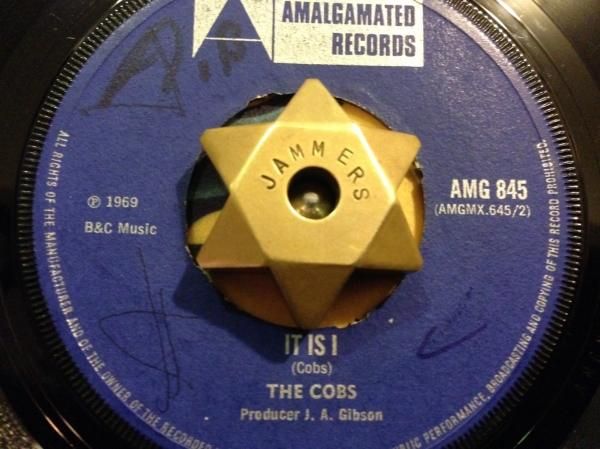 AMALGAMATED
RECORDS
JAMMERS
℗ 1969
B&C Music
AMG 845
(AMGMX.645/2)
IT IS I
(Cobs)
THE COBS
Producer J. A. Gibson
ALL RIGHTS OF THE MANUFACTURER AND OF THE OWNER OF THE RECORDED
PUBLIC PERFORMANCE, BROADCASTING AND COPYING OF THIS RECORD PROHIBITED.